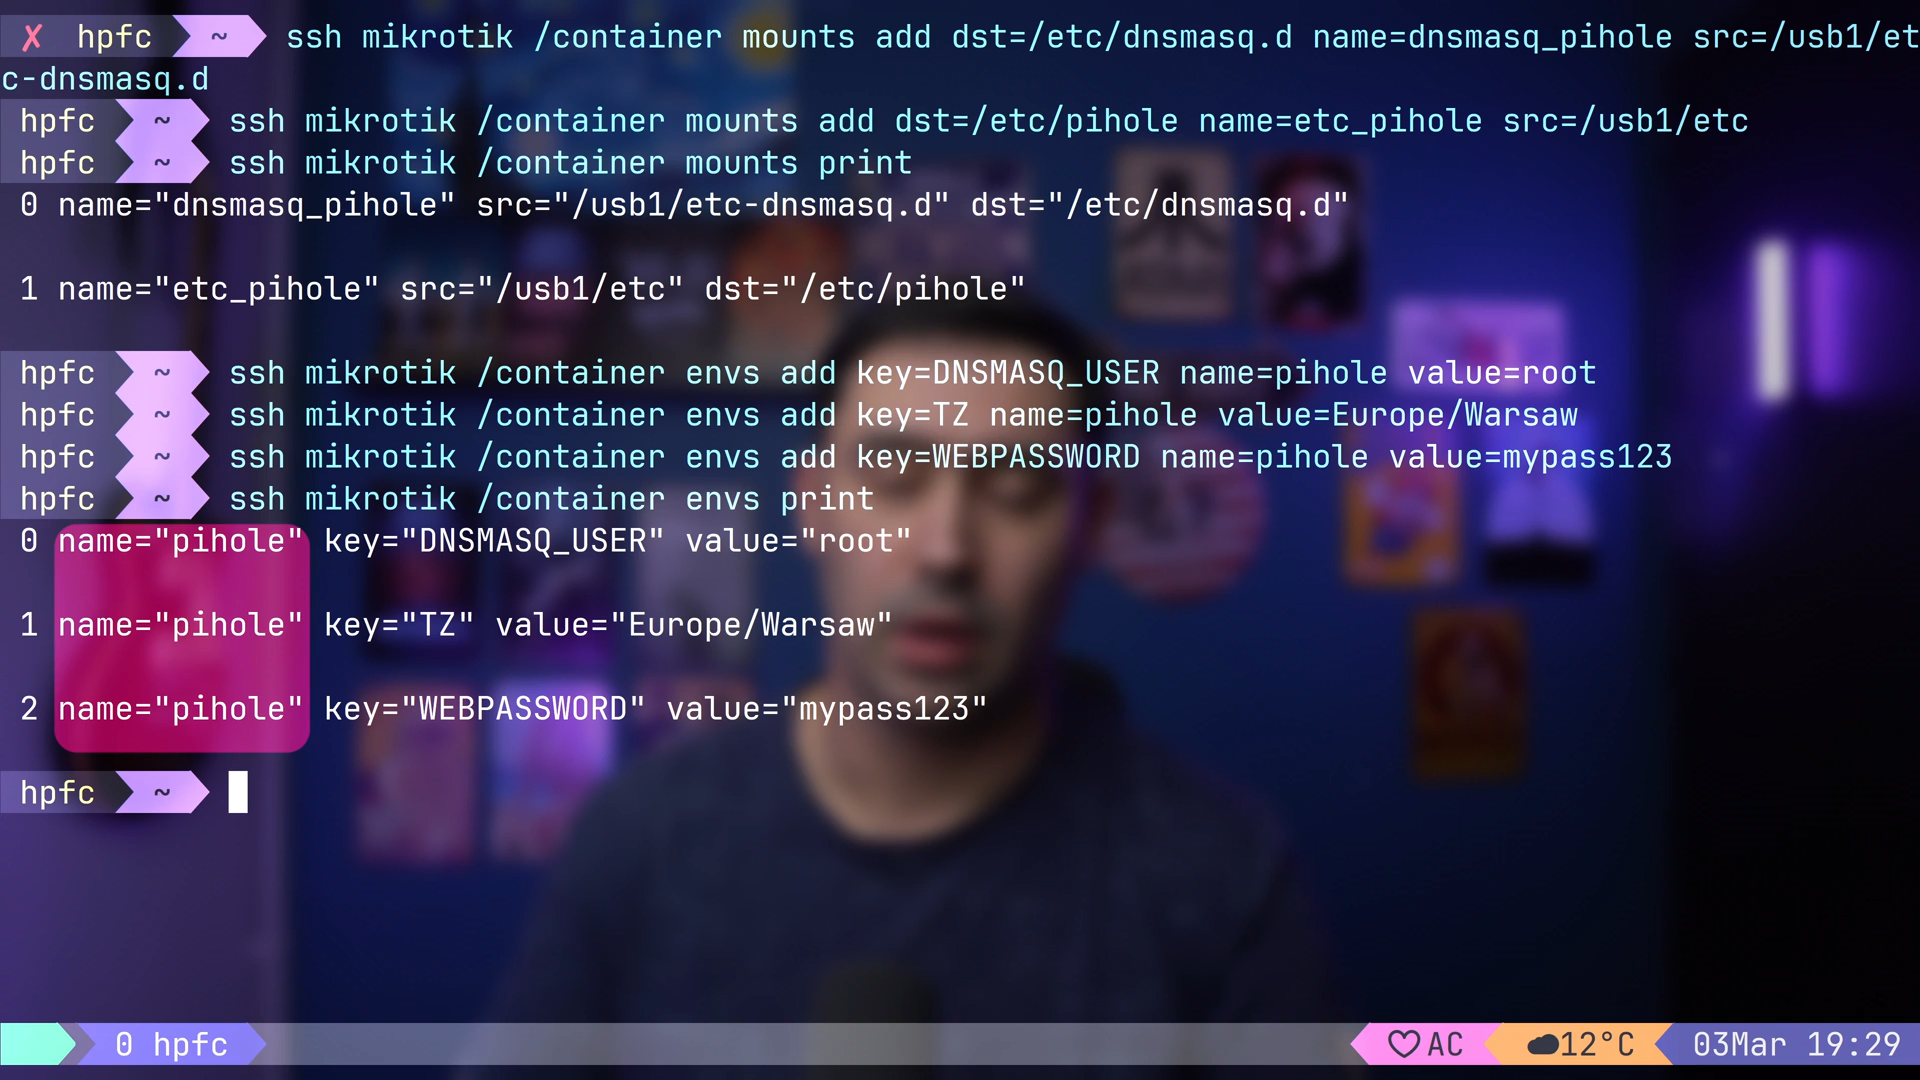 ✗ hpfc ~ ssh mikrotik /container mounts add dst=/etc/dnsmasq.d name=dnsmasq_pihole src=/usb1/et
c-dnsmasq.d
hpfc ~ ssh mikrotik /container mounts add dst=/etc/pihole name=etc_pihole src=/usb1/etc
hpfc ~ ssh mikrotik /container mounts print
0 name="dnsmasq_pihole" src="/usb1/etc-dnsmasq.d" dst="/etc/dnsmasq.d"
1 name="etc_pihole" src="/usb1/etc" dst="/etc/pihole"
hpfc ~ ssh mikrotik /container envs add key=DNSMASQ_USER name=pihole value=root
hpfc ~ ssh mikrotik /container envs add key=TZ name=pihole value=Europe/Warsaw
hpfc ~ ssh mikrotik /container envs add key=WEBPASSWORD name=pihole value=mypass123
hpfc ~ ssh mikrotik /container envs print
0 name="pihole" key="DNSMASQ_USER" value="root"
1 name="pihole" key="TZ" value="Europe/Warsaw"
2 name="pihole" key="WEBPASSWORD" value="mypass123"
hpfc ~
0 hpfc ♡ AC ☁ 12°C 03Mar 19:29